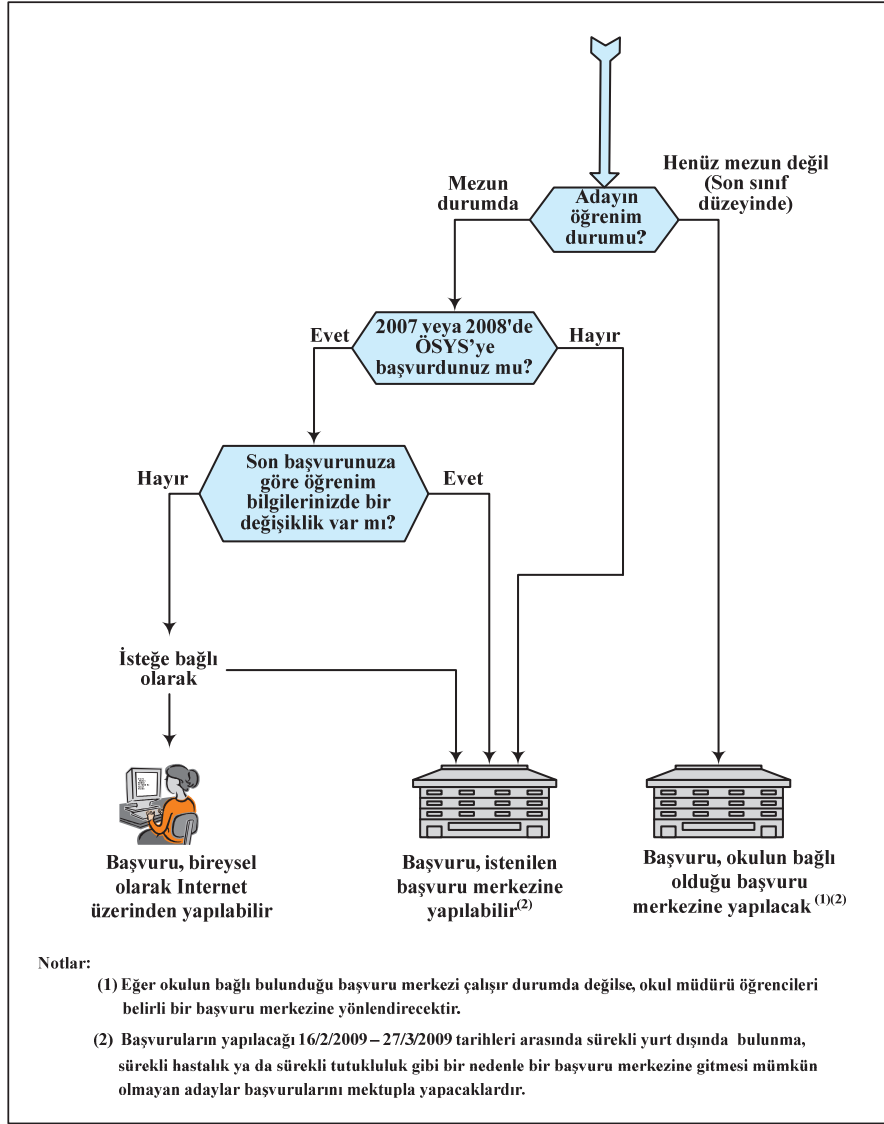 Henüz mezun değil
(Son sınıf
düzeyinde)
Mezun
durumda
Adayın
öğrenim
durumu?
Evet
2007 veya 2008'de
ÖSYS’ye
başvurdunuz mu?
Hayır
Hayır
Son başvurunuza
göre öğrenim
bilgilerinizde bir
değişiklik var mı?
Evet
İsteğe bağlı
olarak
Başvuru, bireysel
olarak Internet
üzerinden yapılabilir
Başvuru, istenilen
başvuru merkezine
yapılabilir(2)
Başvuru, okulun bağlı
olduğu başvuru
merkezine yapılacak (1)(2)
Notlar:
(1) Eğer okulun bağlı bulunduğu başvuru merkezi çalışır durumda değilse, okul müdürü öğrencileri
belirli bir başvuru merkezine yönlendirecektir.
(2) Başvuruların yapılacağı 16/2/2009 – 27/3/2009 tarihleri arasında sürekli yurt dışında bulunma,
sürekli hastalık ya da sürekli tutukluluk gibi bir nedenle bir başvuru merkezine gitmesi mümkün
olmayan adaylar başvurularını mektupla yapacaklardır.